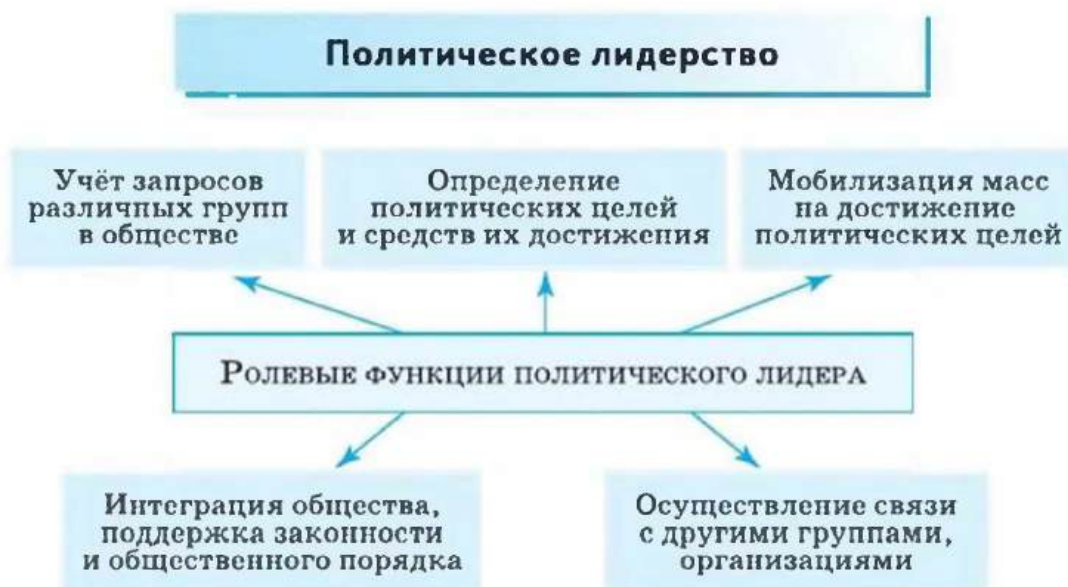 Политическое лидерство
Учёт запросов
различных групп
в обществе
Определение
политических целей
и средств их достижения
Мобилизация масс
на достижение
политических целей
Ролевые функции политического лидера
Интеграция общества,
поддержка законности
и общественного порядка
Осуществление связи
с другими группами,
организациями